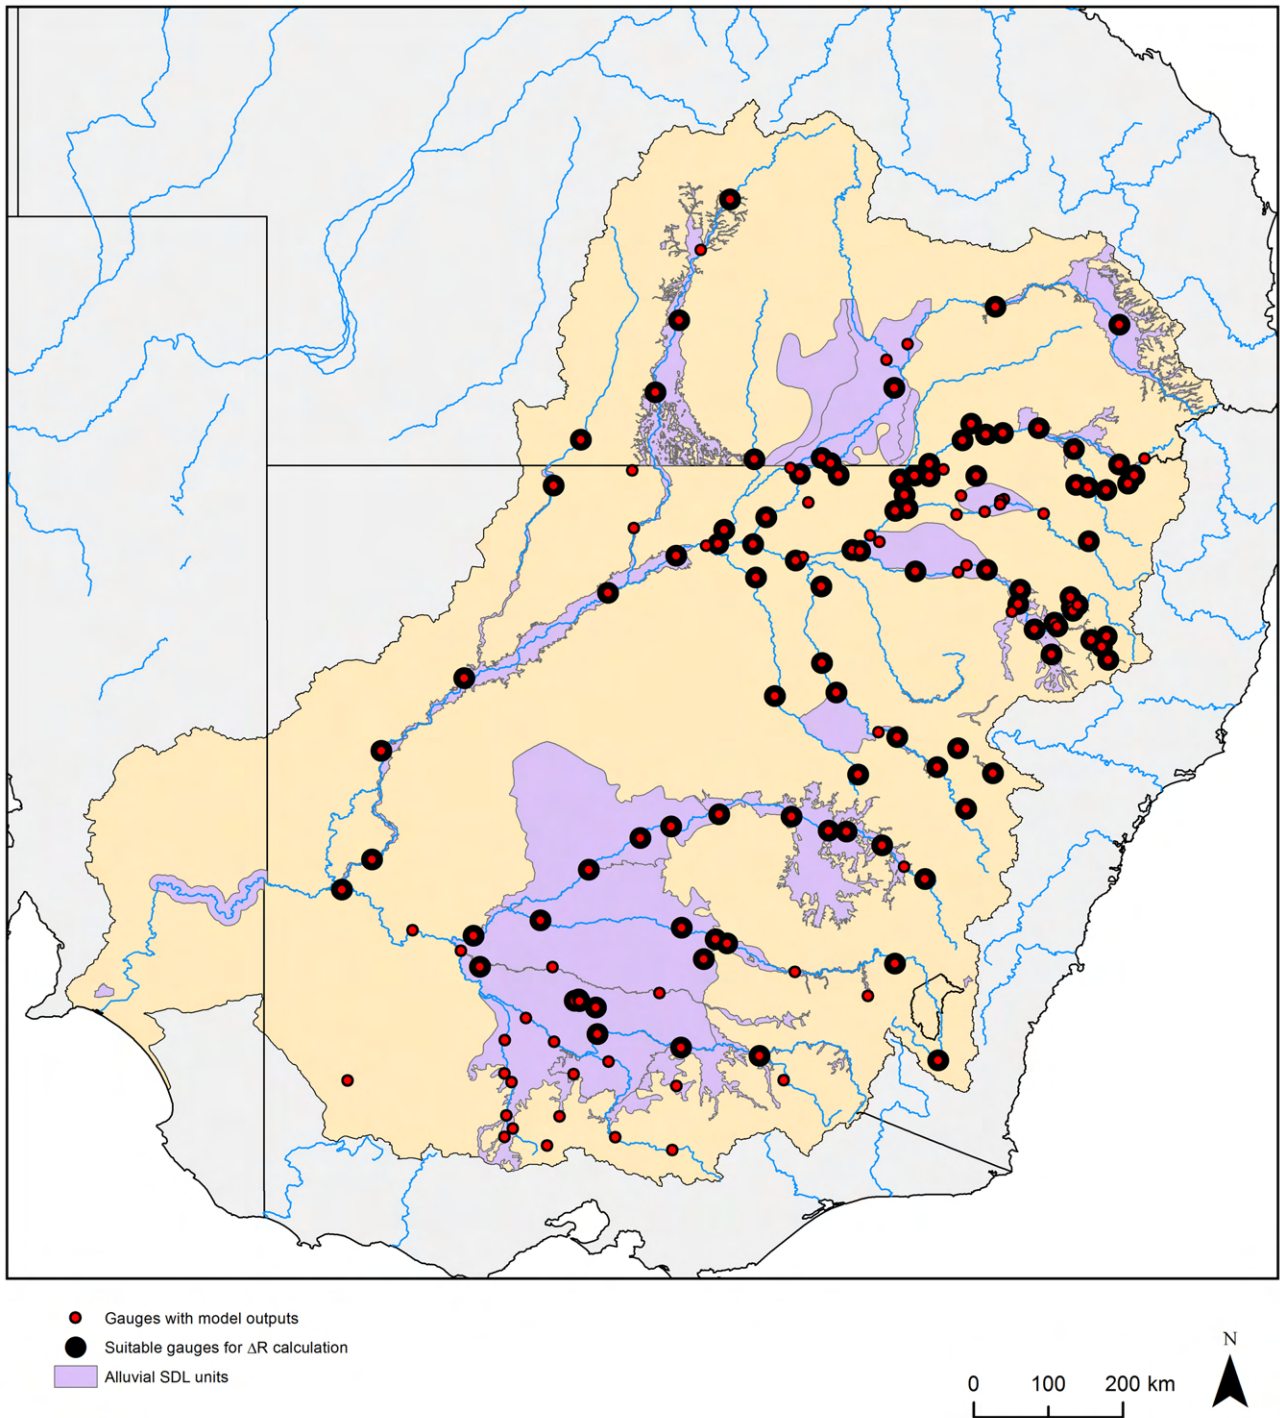 Gauges with model outputs
Suitable gauges for ΔR calculation
Alluvial SDL units
N
0 100 200 km